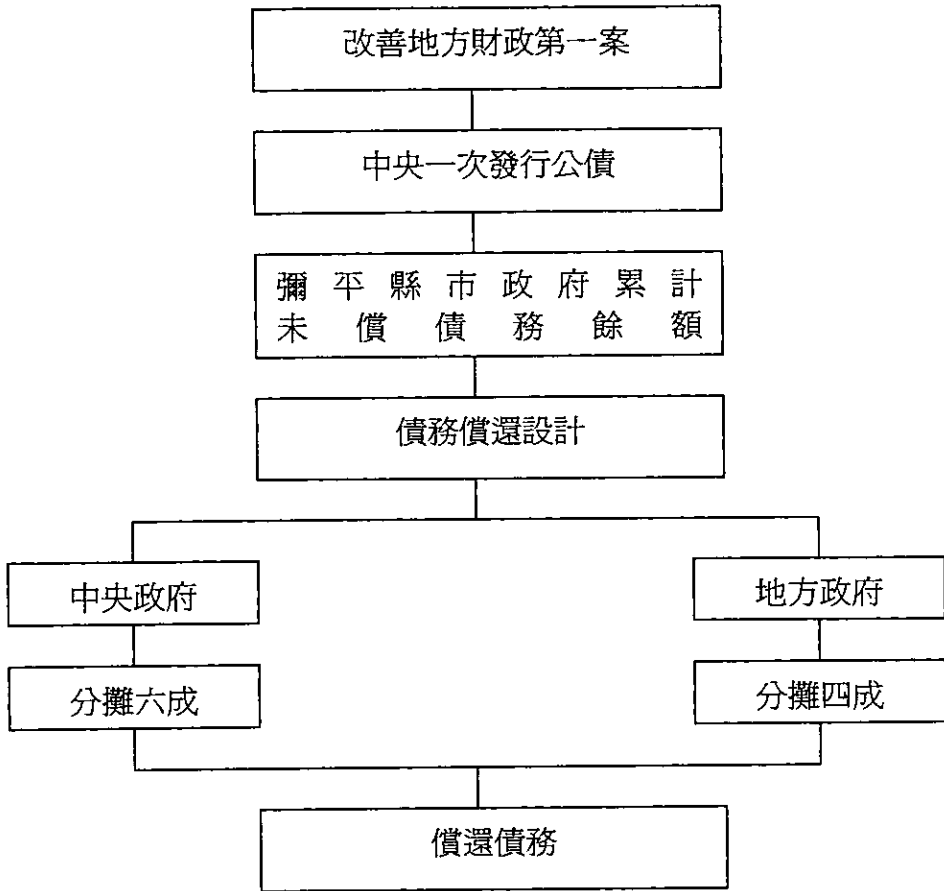 改善地方財政第一案
中央一次發行公債
彌平縣市政府累計
未償債務餘額
債務償還設計
中央政府
地方政府
分攤六成
分攤四成
償還債務